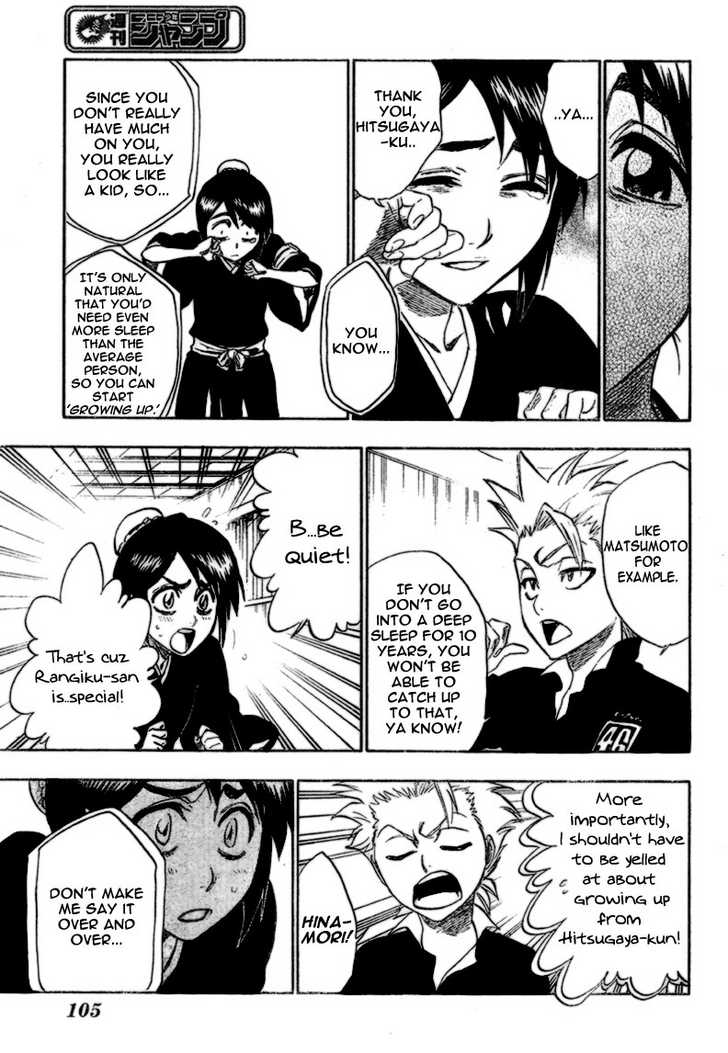 週刊
少年
ジャンプ
..YA...
THANK
YOU,
HITSUGAYA
-KU..
YOU
KNOW...
SINCE YOU
DON'T REALLY
HAVE MUCH
ON YOU,
YOU REALLY
LOOK LIKE
A KID, SO...
IT'S ONLY
NATURAL
THAT YOU'D
NEED EVEN
MORE SLEEP
THAN THE
AVERAGE
PERSON,
SO YOU CAN
START
'GROWING UP.'
LIKE
MATSUMOTO
FOR
EXAMPLE.
IF YOU
DON'T GO
INTO A DEEP
SLEEP FOR 10
YEARS, YOU
WON'T BE
ABLE TO
CATCH UP
TO THAT,
YA KNOW!
B...Be
Quiet!
That's cuz
Rangiku-san
is..special!
More
importantly,
I shouldn't have
to be yelled
at about
growing up
from
Hitsugaya-kun!
HINA-
MORI!
DON'T MAKE
ME SAY IT
OVER AND
OVER...
105